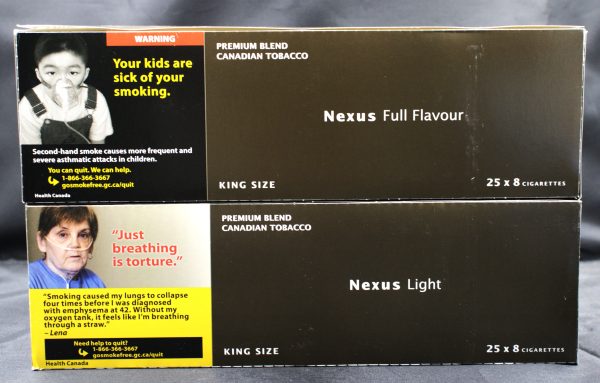 WARNING
Your kids are
sick of your
smoking.
Second-hand smoke causes more frequent and
severe asthmatic attacks in children.
You can quit. We can help.
1-866-366-3667
gosmokefree.gc.ca/quit
Health Canada
PREMIUM BLEND
CANADIAN TOBACCO
Nexus Full Flavour
KING SIZE
25 x 8 CIGARETTES
"Just
breathing
is torture."
"Smoking caused my lungs to collapse
four times before I was diagnosed
with emphysema at 42. Without my
oxygen tank, it feels like I'm breathing
through a straw."
– Lena
Need help to quit?
1-866-366-3667
gosmokefree.gc.ca/quit
Health Canada
PREMIUM BLEND
CANADIAN TOBACCO
Nexus Light
KING SIZE
25 x 8 CIGARETTES